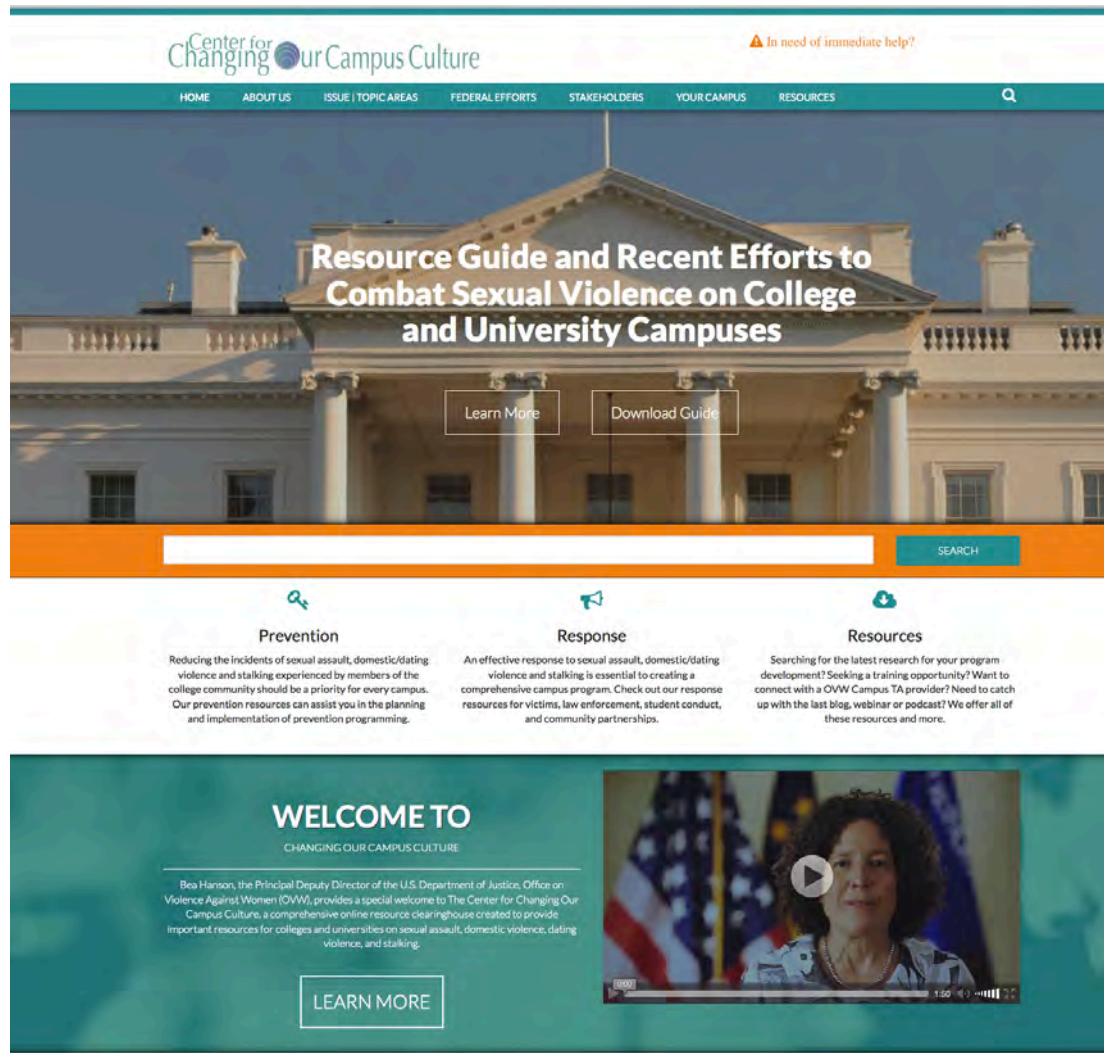 Center for
Changing Our Campus Culture
In need of immediate help?
HOME ABOUT US ISSUE | TOPIC AREAS FEDERAL EFFORTS STAKEHOLDERS YOUR CAMPUS RESOURCES
Resource Guide and Recent Efforts to
Combat Sexual Violence on College
and University Campuses
Learn More Download Guide
SEARCH
Prevention
Reducing the incidents of sexual assault, domestic/dating
violence and stalking experienced by members of the
college community should be a priority for every campus.
Our prevention resources can assist you in the planning
and implementation of prevention programming.
Response
An effective response to sexual assault, domestic/dating
violence and stalking is essential to creating a
comprehensive campus program. Check out our response
resources for victims, law enforcement, student conduct,
and community partnerships.
Resources
Searching for the latest research for your program
development? Seeking a training opportunity? Want to
connect with a OVW Campus TA provider? Need to catch
up with the last blog, webinar or podcast? We offer all of
these resources and more.
WELCOME TO
CHANGING OUR CAMPUS CULTURE
Bea Hanson, the Principal Deputy Director of the U.S. Department of Justice, Office on
Violence Against Women (OVW), provides a special welcome to The Center for Changing Our
Campus Culture, a comprehensive online resource clearinghouse created to provide
important resources for colleges and universities on sexual assault, domestic violence, dating
violence, and stalking.
LEARN MORE
0:00
1:50